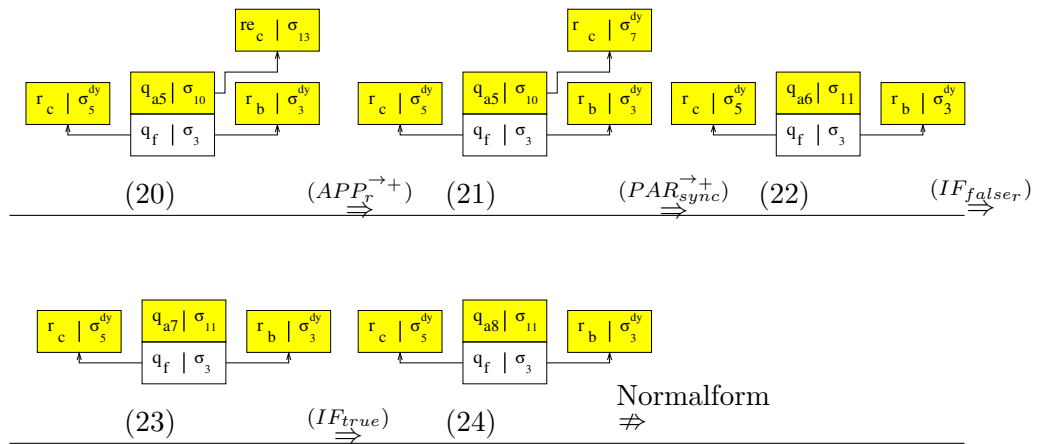 re_c | σ_13 r_c | σ_7^dy
r_c | σ_5^dy q_a5 | σ_10 r_b | σ_3^dy r_c | σ_5^dy q_a5 | σ_10 r_b | σ_3^dy r_c | σ_5^dy q_a6 | σ_11 r_b | σ_3^dy
q_f | σ_3 q_f | σ_3 q_f | σ_3
(20) (APP_r^→+) ⇒ (21) (PAR_sync^→+) ⇒ (22) (IF_false_r) ⇒
r_c | σ_5^dy q_a7 | σ_11 r_b | σ_3^dy r_c | σ_5^dy q_a8 | σ_11 r_b | σ_3^dy
q_f | σ_3 q_f | σ_3
Normalform
(23) (IF_true) ⇒ (24) ⇏